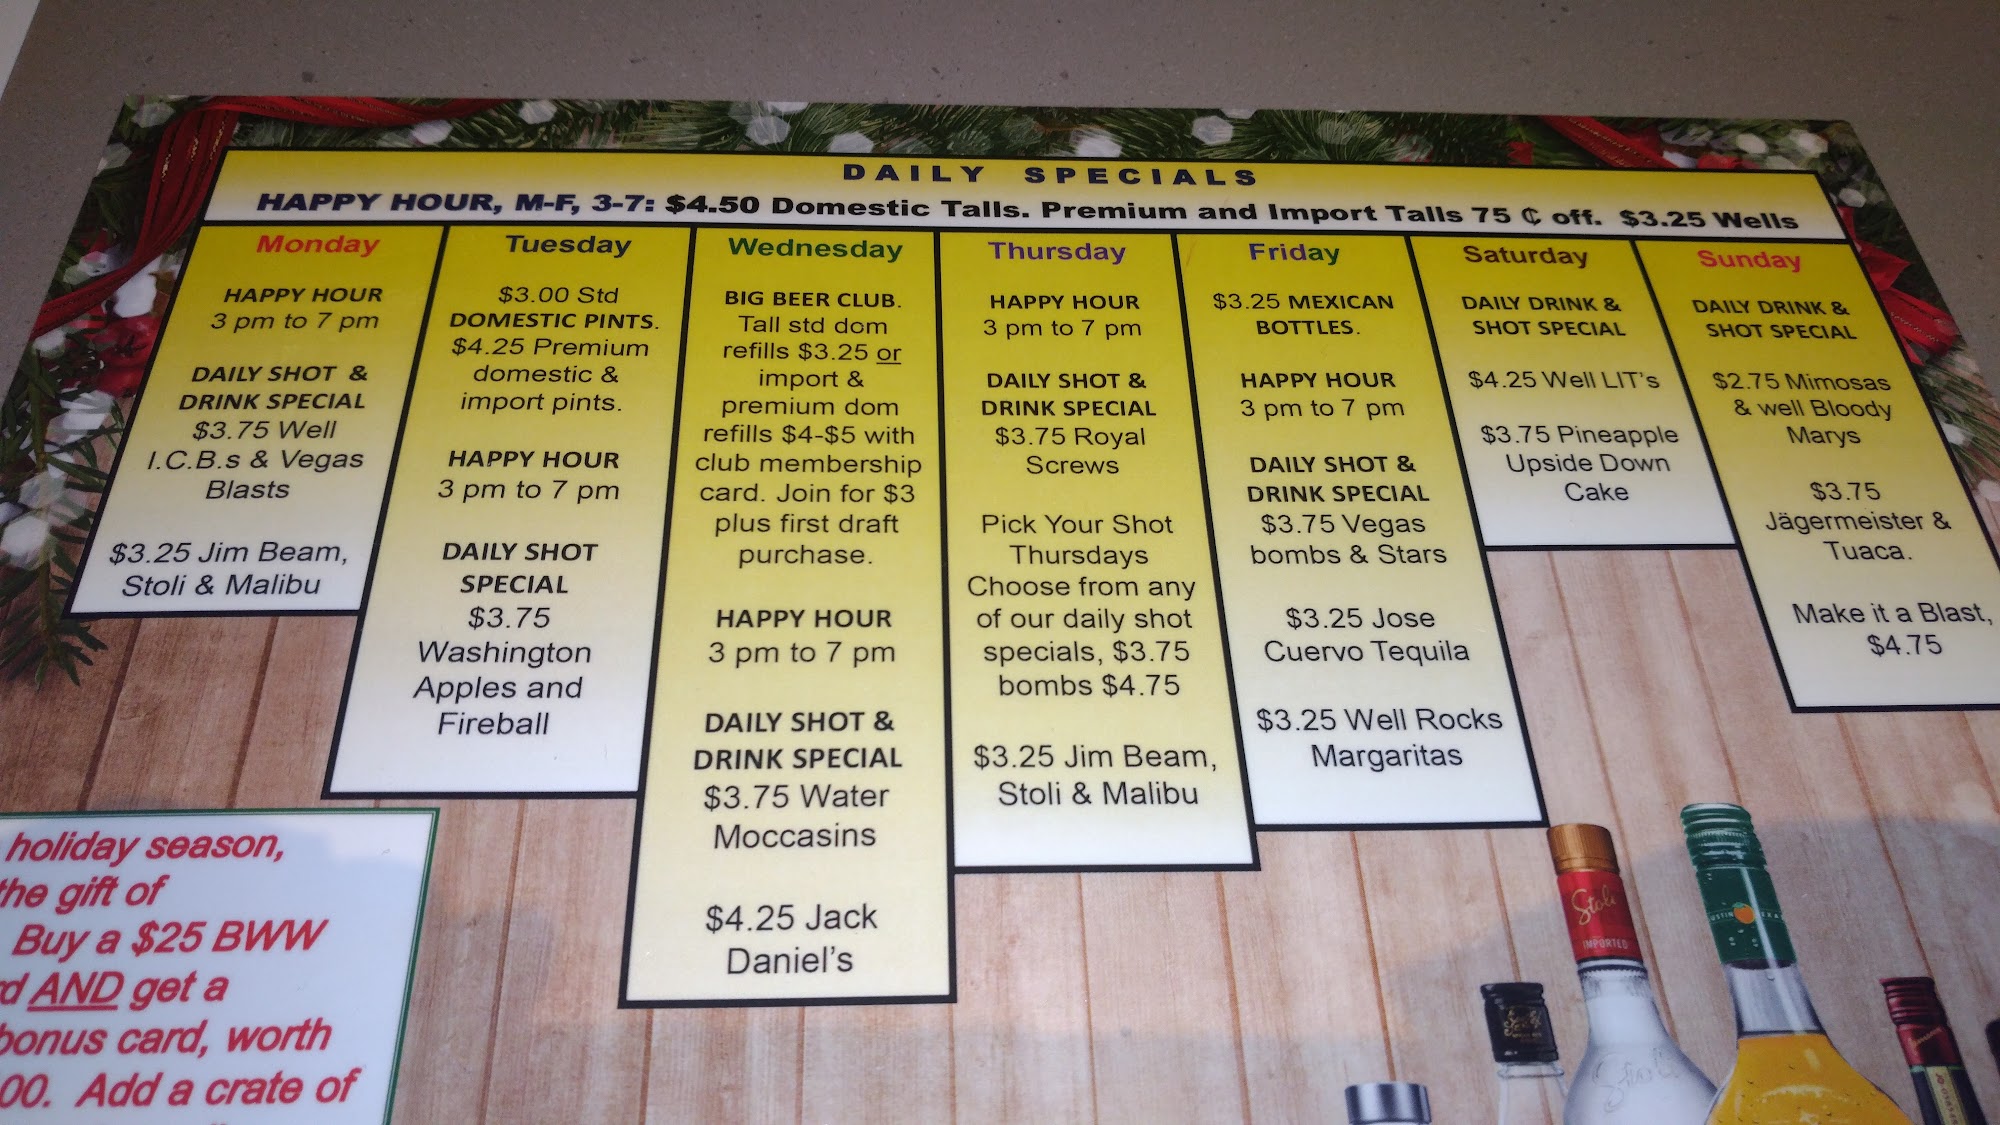 DAILY SPECIALS
HAPPY HOUR, M-F, 3-7: $4.50 Domestic Talls. Premium and Import Talls 75 ₵ off. $3.25 Wells
Monday
HAPPY HOUR
3 pm to 7 pm
DAILY SHOT &
DRINK SPECIAL
$3.75 Well
I.C.B.s & Vegas
Blasts
$3.25 Jim Beam,
Stoli & Malibu
Tuesday
$3.00 Std
DOMESTIC PINTS.
$4.25 Premium
domestic &
import pints.
HAPPY HOUR
3 pm to 7 pm
DAILY SHOT
SPECIAL
$3.75
Washington
Apples and
Fireball
Wednesday
BIG BEER CLUB.
Tall std dom
refills $3.25 or
import &
premium dom
refills $4-$5 with
club membership
card. Join for $3
plus first draft
purchase.
HAPPY HOUR
3 pm to 7 pm
DAILY SHOT &
DRINK SPECIAL
$3.75 Water
Moccasins
$4.25 Jack
Daniel's
Thursday
HAPPY HOUR
3 pm to 7 pm
DAILY SHOT &
DRINK SPECIAL
$3.75 Royal
Screws
Pick Your Shot
Thursdays
Choose from any
of our daily shot
specials, $3.75
bombs $4.75
$3.25 Jim Beam,
Stoli & Malibu
Friday
$3.25 MEXICAN
BOTTLES.
HAPPY HOUR
3 pm to 7 pm
DAILY SHOT &
DRINK SPECIAL
$3.75 Vegas
bombs & Stars
$3.25 Jose
Cuervo Tequila
$3.25 Well Rocks
Margaritas
Saturday
DAILY DRINK &
SHOT SPECIAL
$4.25 Well LIT's
$3.75 Pineapple
Upside Down
Cake
Sunday
DAILY DRINK &
SHOT SPECIAL
$2.75 Mimosas
& well Bloody
Marys
$3.75
Jägermeister &
Tuaca.
Make it a Blast,
$4.75
holiday season,
the gift of
Buy a $25 BWW
rd AND get a
bonus card, worth
00. Add a crate of
Stoli
IMPORTED